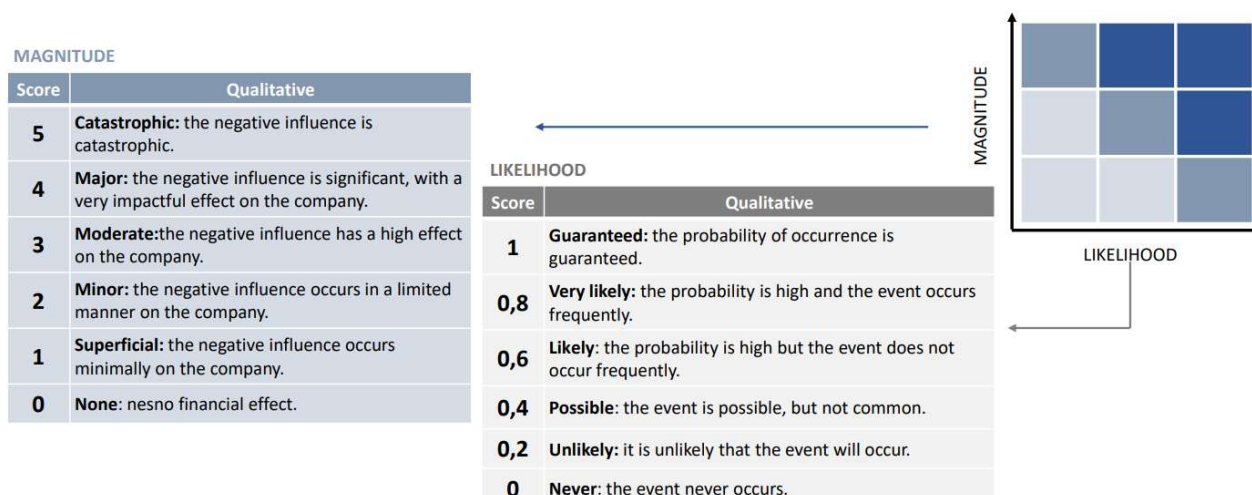 MAGNITUDE
Score Qualitative
5 Catastrophic: the negative influence is
catastrophic.
4 Major: the negative influence is significant, with a
very impactful effect on the company.
3 Moderate:the negative influence has a high effect
on the company.
2 Minor: the negative influence occurs in a limited
manner on the company.
1 Superficial: the negative influence occurs
minimally on the company.
0 None: nesno financial effect.
LIKELIHOOD
Score Qualitative
1 Guaranteed: the probability of occurrence is
guaranteed.
0,8 Very likely: the probability is high and the event occurs
frequently.
0,6 Likely: the probability is high but the event does not
occur frequently.
0,4 Possible: the event is possible, but not common.
0,2 Unlikely: it is unlikely that the event will occur.
0 Never: the event never occurs.
MAGNITUDE
LIKELIHOOD